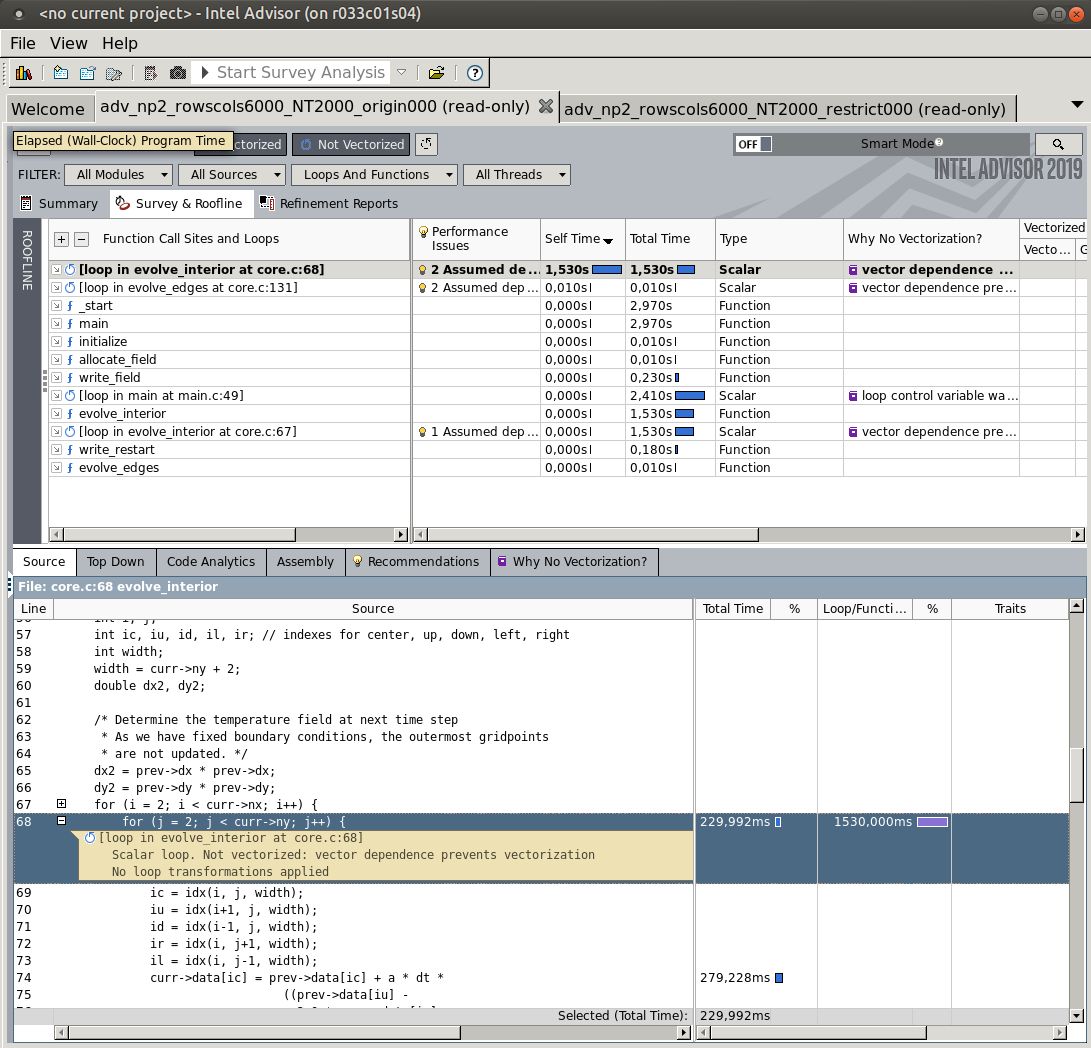 <no current project> - Intel Advisor (on r033c01s04)
File View Help
Start Survey Analysis
Welcome adv_np2_rowscols6000_NT2000_origin000 (read-only) adv_np2_rowscols6000_NT2000_restrict000 (read-only)
Elapsed (Wall-Clock) Program Time ctorized Not Vectorized OFF Smart Mode
FILTER: All Modules All Sources Loops And Functions All Threads INTEL ADVISOR 2019
Summary Survey & Roofline Refinement Reports
ROOFLINE
Function Call Sites and Loops Performance Issues Self Time Total Time Type Why No Vectorization? Vectorized Vecto... G
[loop in evolve_interior at core.c:68] 2 Assumed de... 1,530s 1,530s Scalar vector dependence ...
[loop in evolve_edges at core.c:131] 2 Assumed dep... 0,010s 0,010s Scalar vector dependence pre...
_start 0,000s 2,970s Function
main 0,000s 2,970s Function
initialize 0,000s 0,010s Function
allocate_field 0,000s 0,010s Function
write_field 0,000s 0,230s Function
[loop in main at main.c:49] 0,000s 2,410s Scalar loop control variable wa...
evolve_interior 0,000s 1,530s Function
[loop in evolve_interior at core.c:67] 1 Assumed dep... 0,000s 1,530s Scalar vector dependence pre...
write_restart 0,000s 0,180s Function
evolve_edges 0,000s 0,010s Function
Source Top Down Code Analytics Assembly Recommendations Why No Vectorization?
File: core.c:68 evolve_interior
Line Source Total Time % Loop/Functi... % Traits
57 int ic, iu, id, il, ir; // indexes for center, up, down, left, right
58 int width;
59 width = curr->ny + 2;
60 double dx2, dy2;
61
62 /* Determine the temperature field at next time step
63 * As we have fixed boundary conditions, the outermost gridpoints
64 * are not updated. */
65 dx2 = prev->dx * prev->dx;
66 dy2 = prev->dy * prev->dy;
67 for (i = 2; i < curr->nx; i++) {
68 for (j = 2; j < curr->ny; j++) { 229,992ms 1530,000ms
[loop in evolve_interior at core.c:68]
Scalar loop. Not vectorized: vector dependence prevents vectorization
No loop transformations applied
69 ic = idx(i, j, width);
70 iu = idx(i+1, j, width);
71 id = idx(i-1, j, width);
72 ir = idx(i, j+1, width);
73 il = idx(i, j-1, width);
74 curr->data[ic] = prev->data[ic] + a * dt * 279,228ms
75 ((prev->data[iu] -
Selected (Total Time): 229,992ms